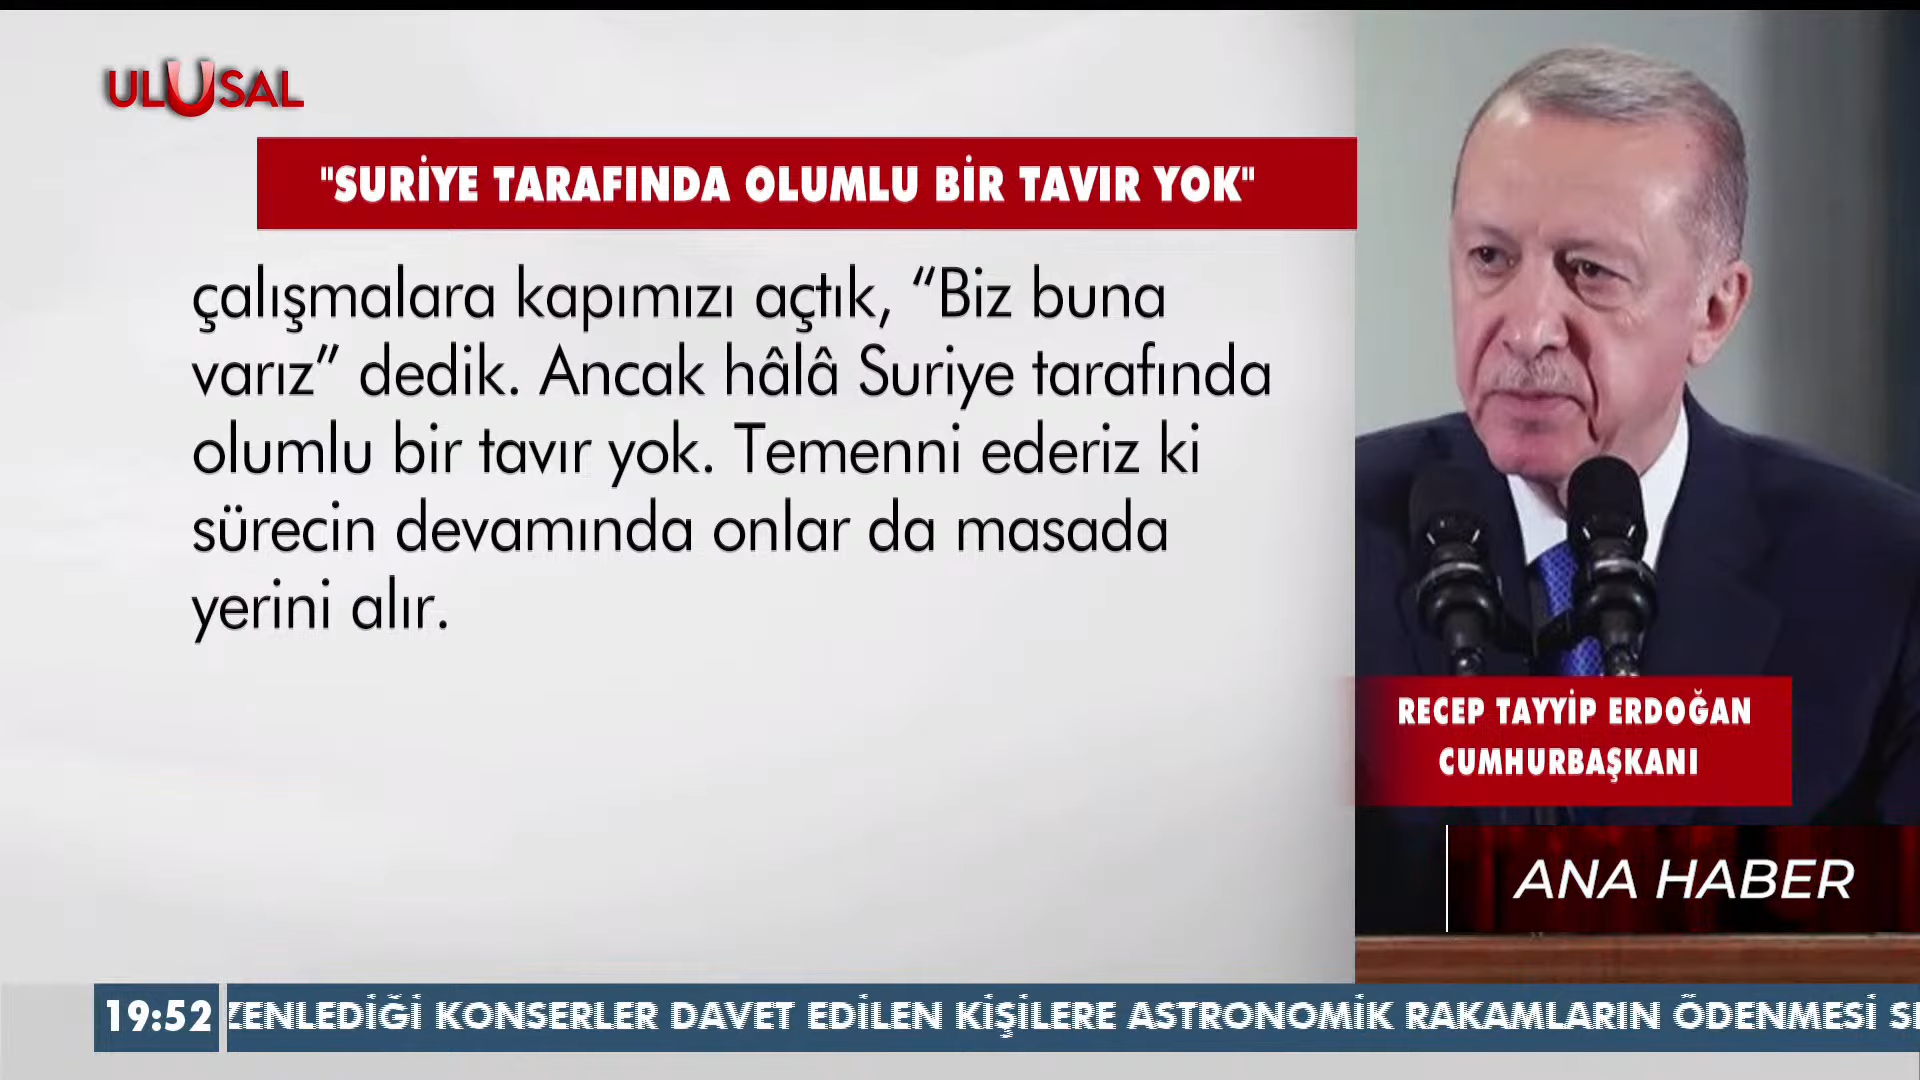 ULUSAL
"SURİYE TARAFINDA OLUMLU BİR TAVIR YOK"
çalışmalara kapımızı açtık, “Biz buna
varız” dedik. Ancak hâlâ Suriye tarafında
olumlu bir tavır yok. Temenni ederiz ki
sürecin devamında onlar da masada
yerini alır.
RECEP TAYYİP ERDOĞAN
CUMHURBAŞKANI
ANA HABER
19:52 ZENLEDİĞİ KONSERLER DAVET EDİLEN KİŞİLERE ASTRONOMİK RAKAMLARIN ÖDENMESİ